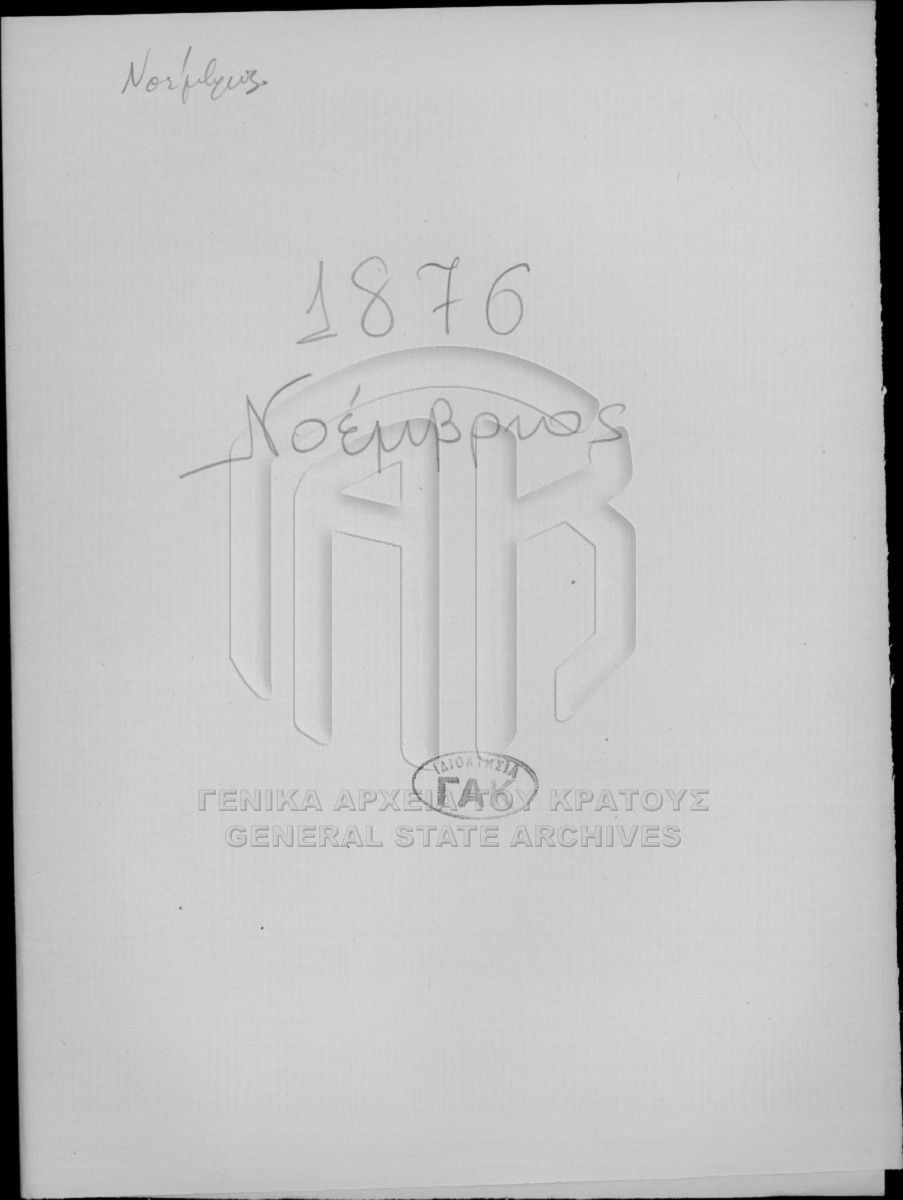 Νοέμβριος
1876
Νοέμβριος
ΙΔΙΟΚΤΗΣΙΑ
ΓΑΚ
ΓΕΝΙΚΑ ΑΡΧΕΙΑ ΤΟΥ ΚΡΑΤΟΥΣ
GENERAL STATE ARCHIVES